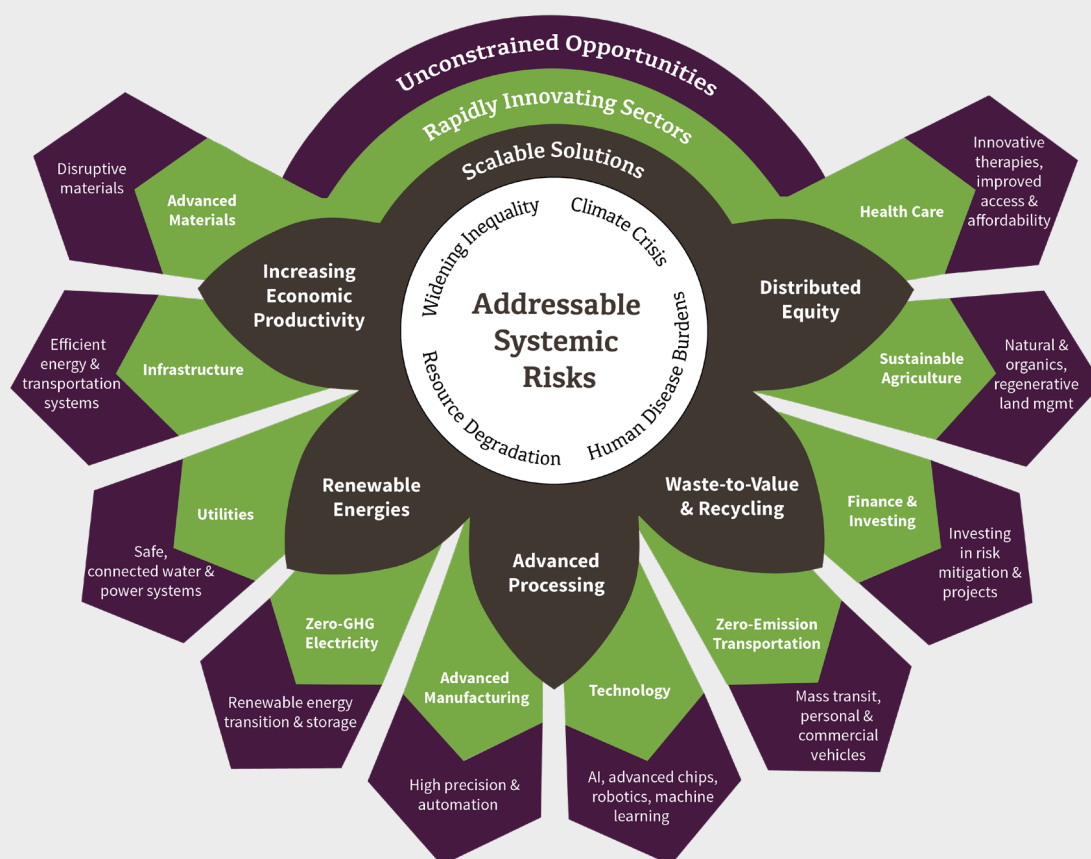 Unconstrained Opportunities
Rapidly Innovating Sectors
Scalable Solutions
Widening Inequality
Climate Crisis
Human Disease Burdens
Resource Degradation
Addressable
Systemic
Risks
Increasing
Economic
Productivity
Distributed
Equity
Renewable
Energies
Waste-to-Value
& Recycling
Advanced
Processing
Disruptive
materials
Advanced
Materials
Efficient
energy &
transportation
systems
Infrastructure
Safe,
connected water &
power systems
Utilities
Renewable energy
transition & storage
Zero-GHG
Electricity
High precision &
automation
Advanced
Manufacturing
AI, advanced chips,
robotics, machine
learning
Technology
Mass transit,
personal &
commercial
vehicles
Zero-Emission
Transportation
Investing
in risk
mitigation &
projects
Finance &
Investing
Natural &
organics,
regenerative
land mgmt
Sustainable
Agriculture
Innovative
therapies,
improved
access &
affordability
Health Care